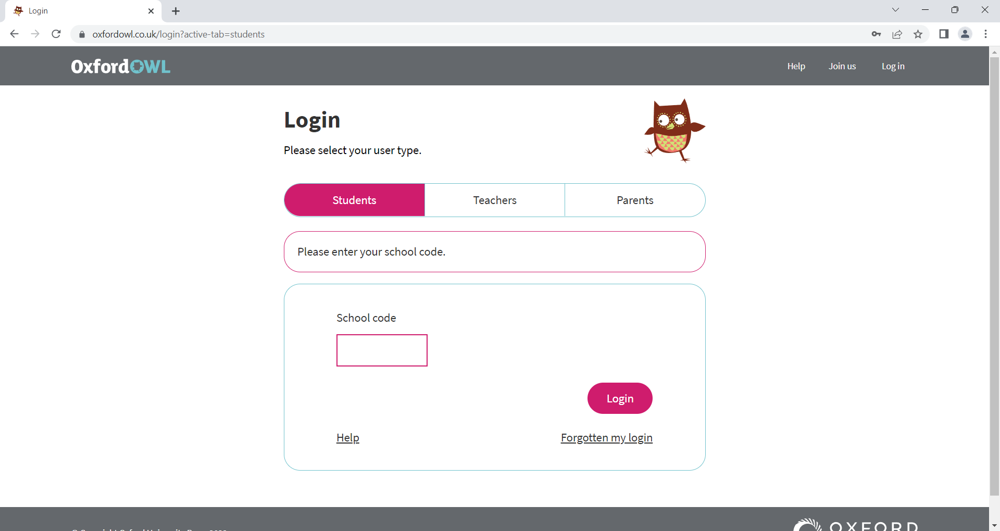 Login
oxfordowl.co.uk/login?active-tab=students
OxfordOWL
Help
Join us
Log in
Login
Please select your user type.
Students
Teachers
Parents
Please enter your school code.
School code
Login
Help
Forgotten my login
OXFORD